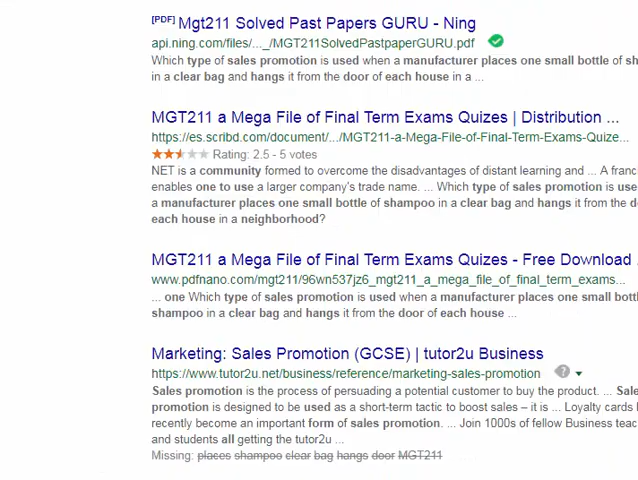 [PDF] Mgt211 Solved Past Papers GURU - Ning
api.ning.com/files/..._/MGT211SolvedPastpaperGURU.pdf
Which type of sales promotion is used when a manufacturer places one small bottle of sh
in a clear bag and hangs it from the door of each house in a ...
MGT211 a Mega File of Final Term Exams Quizes | Distribution ...
https://es.scribd.com/document/.../MGT211-a-Mega-File-of-Final-Term-Exams-Quize...
Rating: 2.5 - 5 votes
NET is a community formed to overcome the disadvantages of distant learning and ... A franc
enables one to use a larger company's trade name. ... Which type of sales promotion is use
a manufacturer places one small bottle of shampoo in a clear bag and hangs it from the do
each house in a neighborhood?
MGT211 a Mega File of Final Term Exams Quizes - Free Download .
www.pdfnano.com/mgt211/96wn537jz6_mgt211_a_mega_file_of_final_term_exams...
... one Which type of sales promotion is used when a manufacturer places one small bottl
shampoo in a clear bag and hangs it from the door of each house ...
Marketing: Sales Promotion (GCSE) | tutor2u Business
https://www.tutor2u.net/business/reference/marketing-sales-promotion ?
Sales promotion is the process of persuading a potential customer to buy the product. ... Sale
promotion is designed to be used as a short-term tactic to boost sales – it is ... Loyalty cards h
recently become an important form of sales promotion. ... Join 1000s of fellow Business teac
and students all getting the tutor2u ...
Missing: places shampoo clear bag hangs door MGT211